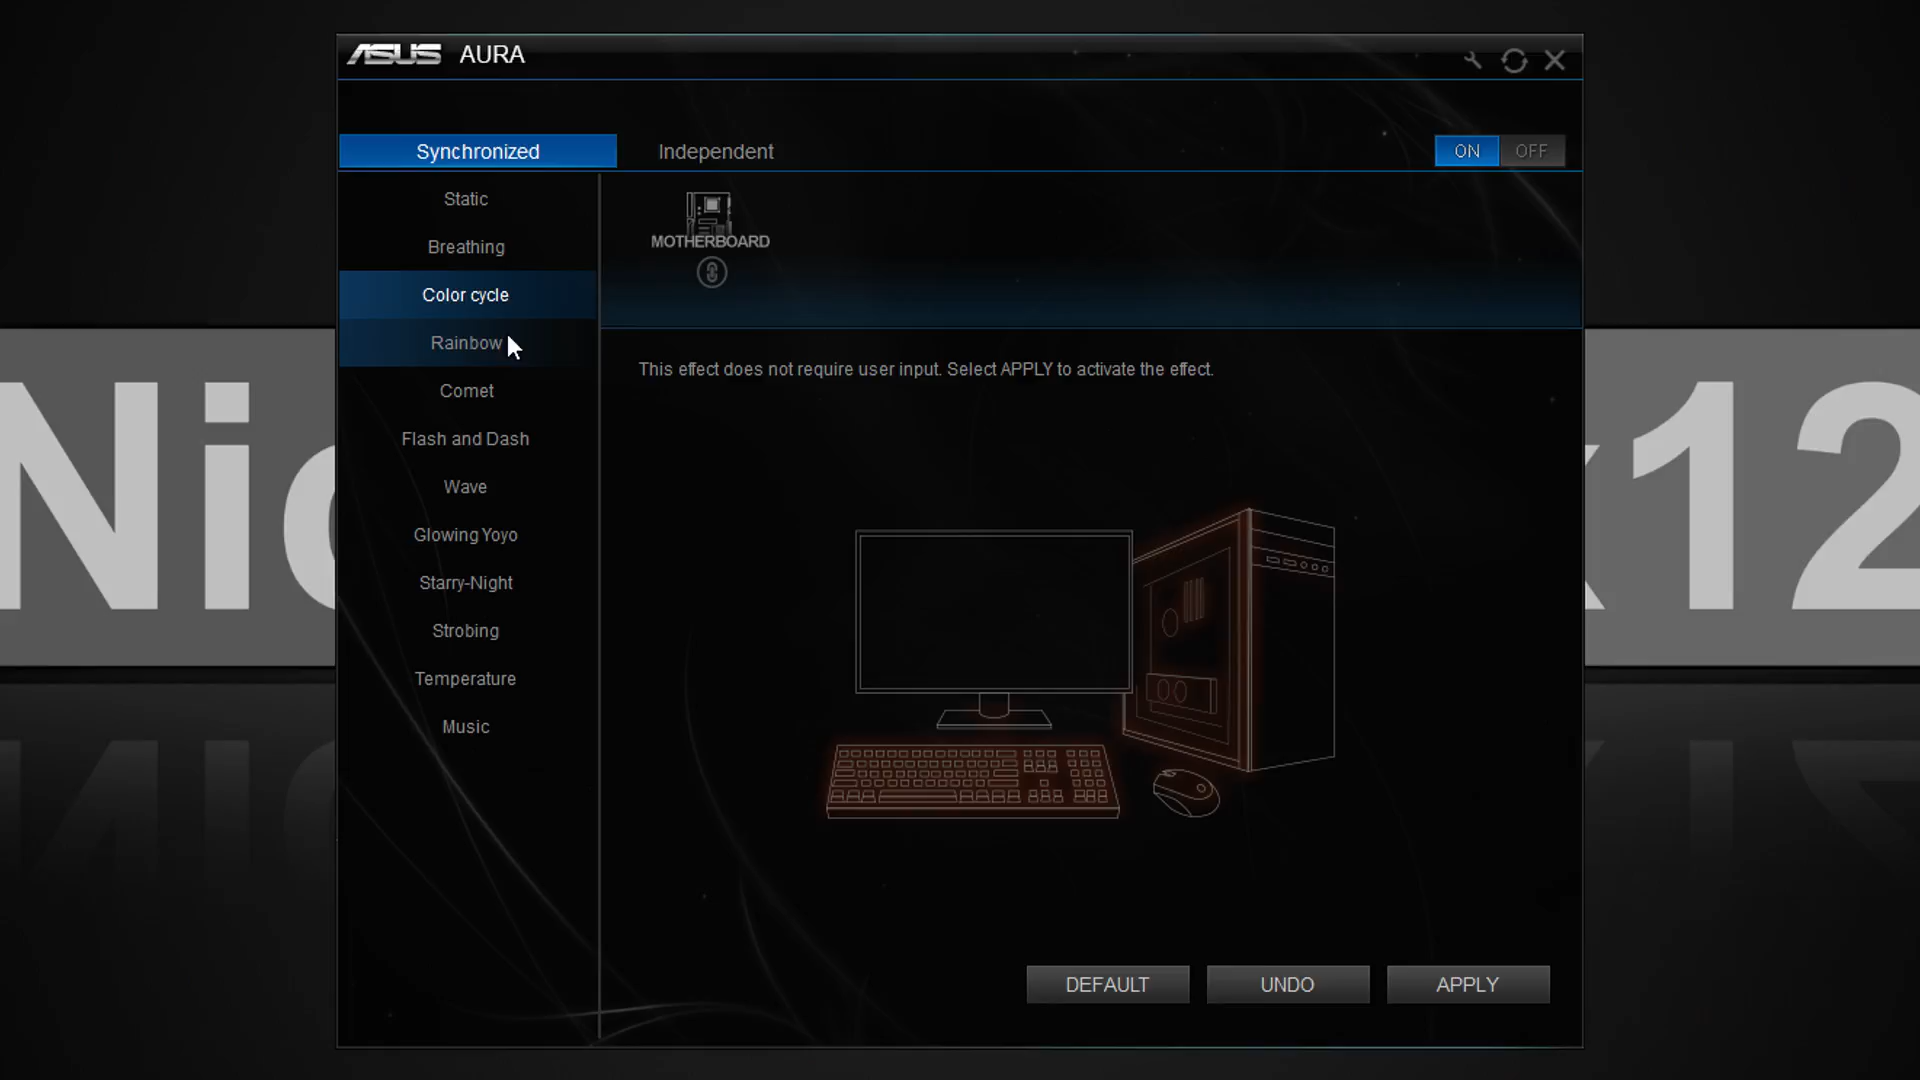 ASUS AURA
Synchronized Independent ON OFF
Static
Breathing
Color cycle
Rainbow
Comet
Flash and Dash
Wave
Glowing Yoyo
Starry-Night
Strobing
Temperature
Music
MOTHERBOARD
This effect does not require user input. Select APPLY to activate the effect.
DEFAULT UNDO APPLY
Nic
x12